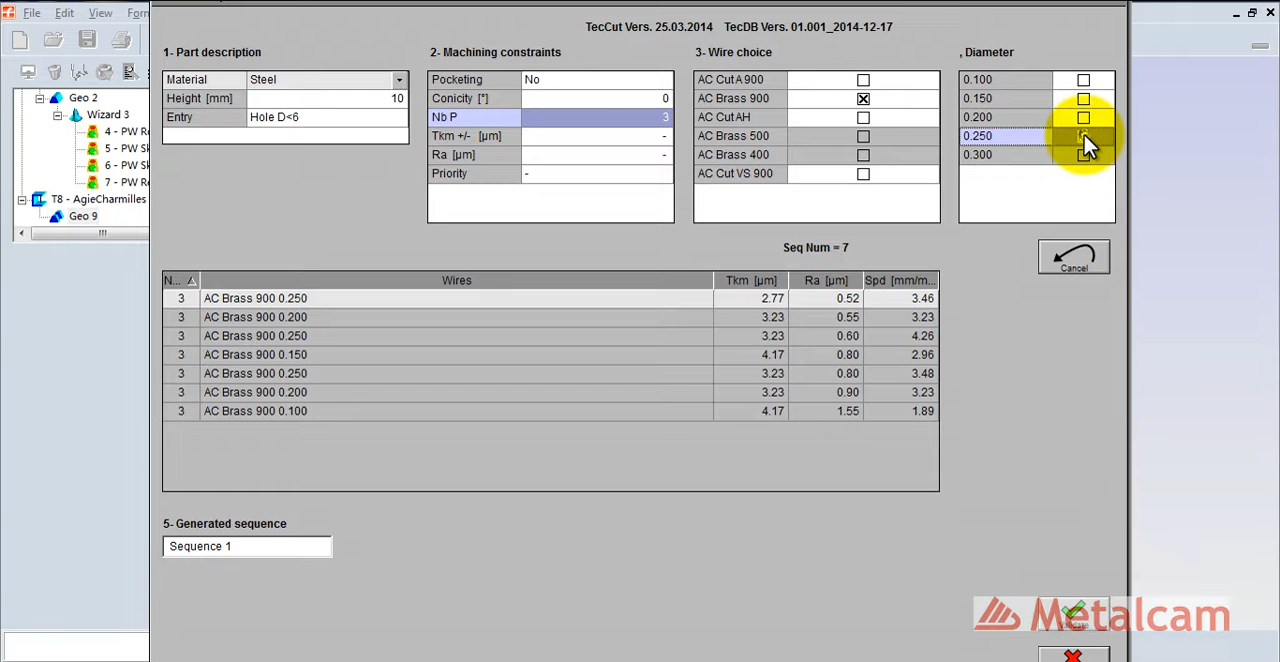 File Edit View Form
TecCut Vers. 25.03.2014 TecDB Vers. 01.001_2014-12-17
1- Part description
Material Steel
Height [mm] 10
Entry Hole D<6
2- Machining constraints
Pocketing No
Conicity [°] 0
Nb P 3
Tkm +/- [µm] -
Ra [µm] -
Priority -
3- Wire choice
AC Cut A 900
AC Brass 900
AC Cut AH
AC Brass 500
AC Brass 400
AC Cut VS 900
, Diameter
0.100
0.150
0.200
0.250
0.300
Geo 2
Wizard 3
4 - PW Re
5 - PW Sk
6 - PW Sk
7 - PW Re
T8 - AgieCharmilles
Geo 9
Seq Num = 7
Cancel
N... Wires Tkm [µm] Ra [µm] Spd [mm/m...
3 AC Brass 900 0.250 2.77 0.52 3.46
3 AC Brass 900 0.200 3.23 0.55 3.23
3 AC Brass 900 0.250 3.23 0.60 4.26
3 AC Brass 900 0.150 4.17 0.80 2.96
3 AC Brass 900 0.250 3.23 0.80 3.48
3 AC Brass 900 0.200 3.23 0.90 3.23
3 AC Brass 900 0.100 4.17 1.55 1.89
5- Generated sequence
Sequence 1
Validate
Metalcam